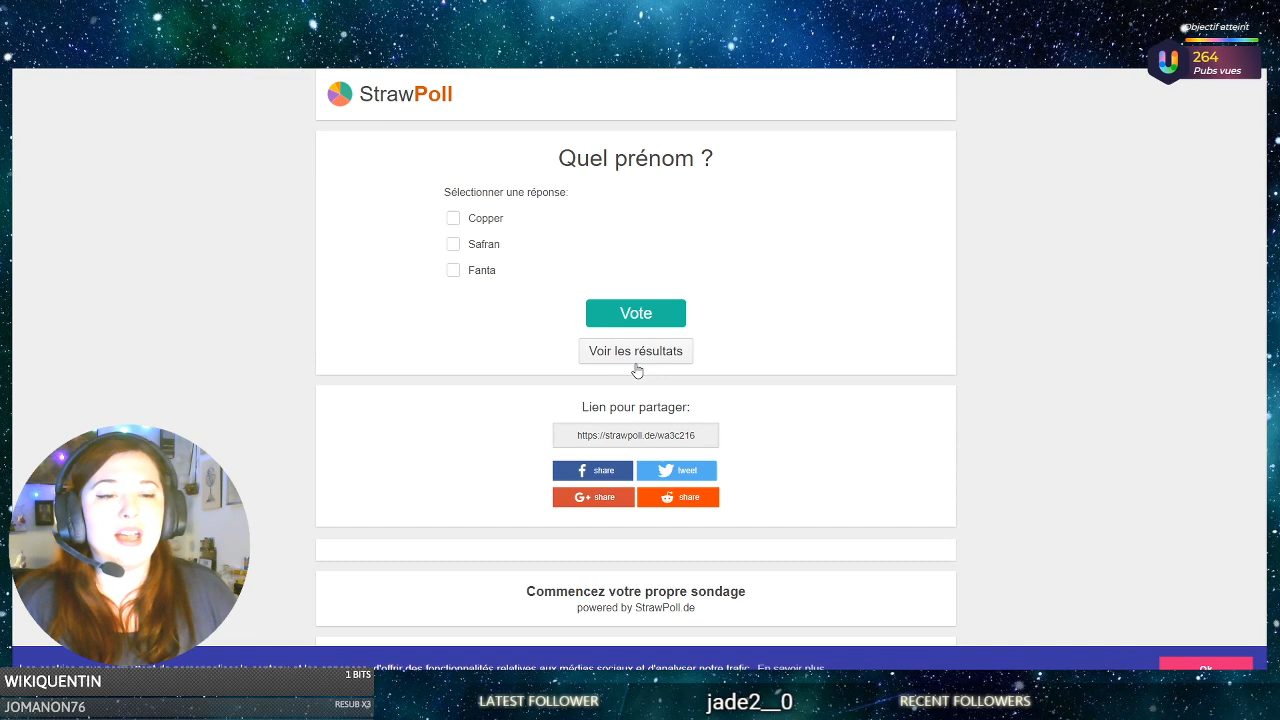 Objectif atteint
264
Pubs vues
StrawPoll
Quel prénom ?
Sélectionner une réponse:
Copper
Safran
Fanta
Vote
Voir les résultats
Lien pour partager:
https://strawpoll.de/wa3c216
share
tweet
G+ share
share
Commencez votre propre sondage
powered by StrawPoll.de
d'offrir des fonctionnalités relatives aux médias sociaux et d'analyser notre trafic. En savoir plus
Ok
WIKIQUENTIN 1 BITS
JOMANON76 RESUB X3
LATEST FOLLOWER jade2__0 RECENT FOLLOWERS